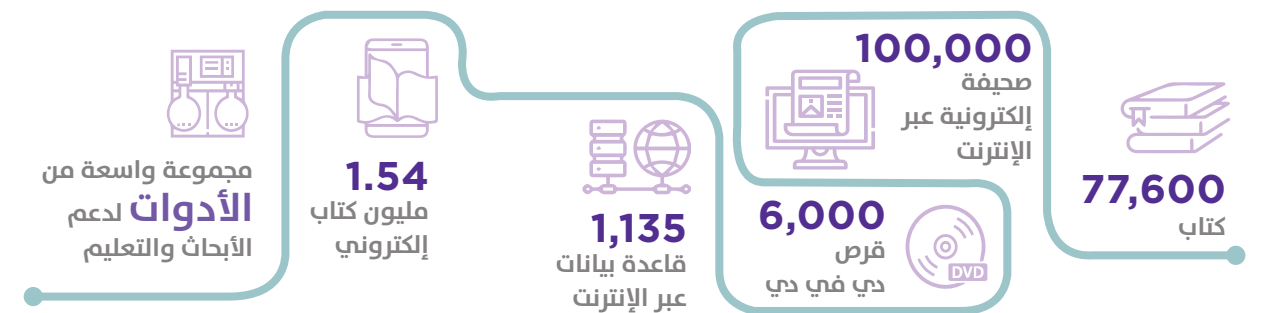 77,600
كتاب
100,000
صحيفة
إلكترونية عبر
الإنترنت
6,000
قرص
دي في دي
DVD
1,135
قاعدة بيانات
عبر الإنترنت
1.54
مليون كتاب
إلكتروني
مجموعة واسعة من
الأدوات لدعم
الأبحاث والتعليم